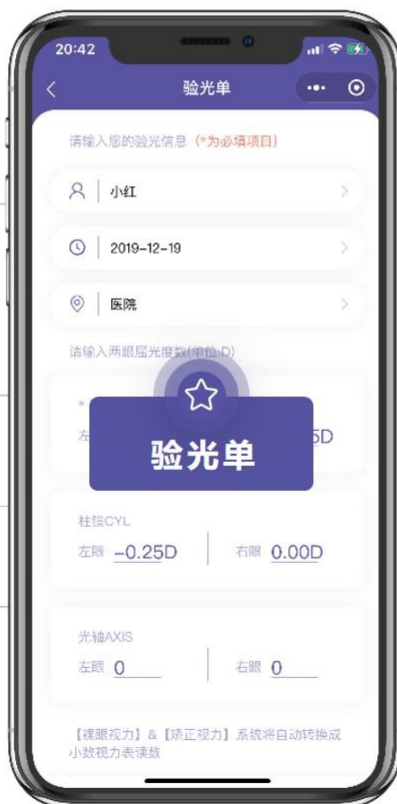 20:42
验光单
请输入您的验光信息（*为必填项目）
小红
2019-12-19
医院
请输入两眼屈光度数(单位:D)
*
左
5D
验光单
柱镜CYL
左眼 -0.25D 右眼 0.00D
光轴AXIS
左眼 0 右眼 0
【裸眼视力】&【矫正视力】系统将自动转换成
小数视力表读数